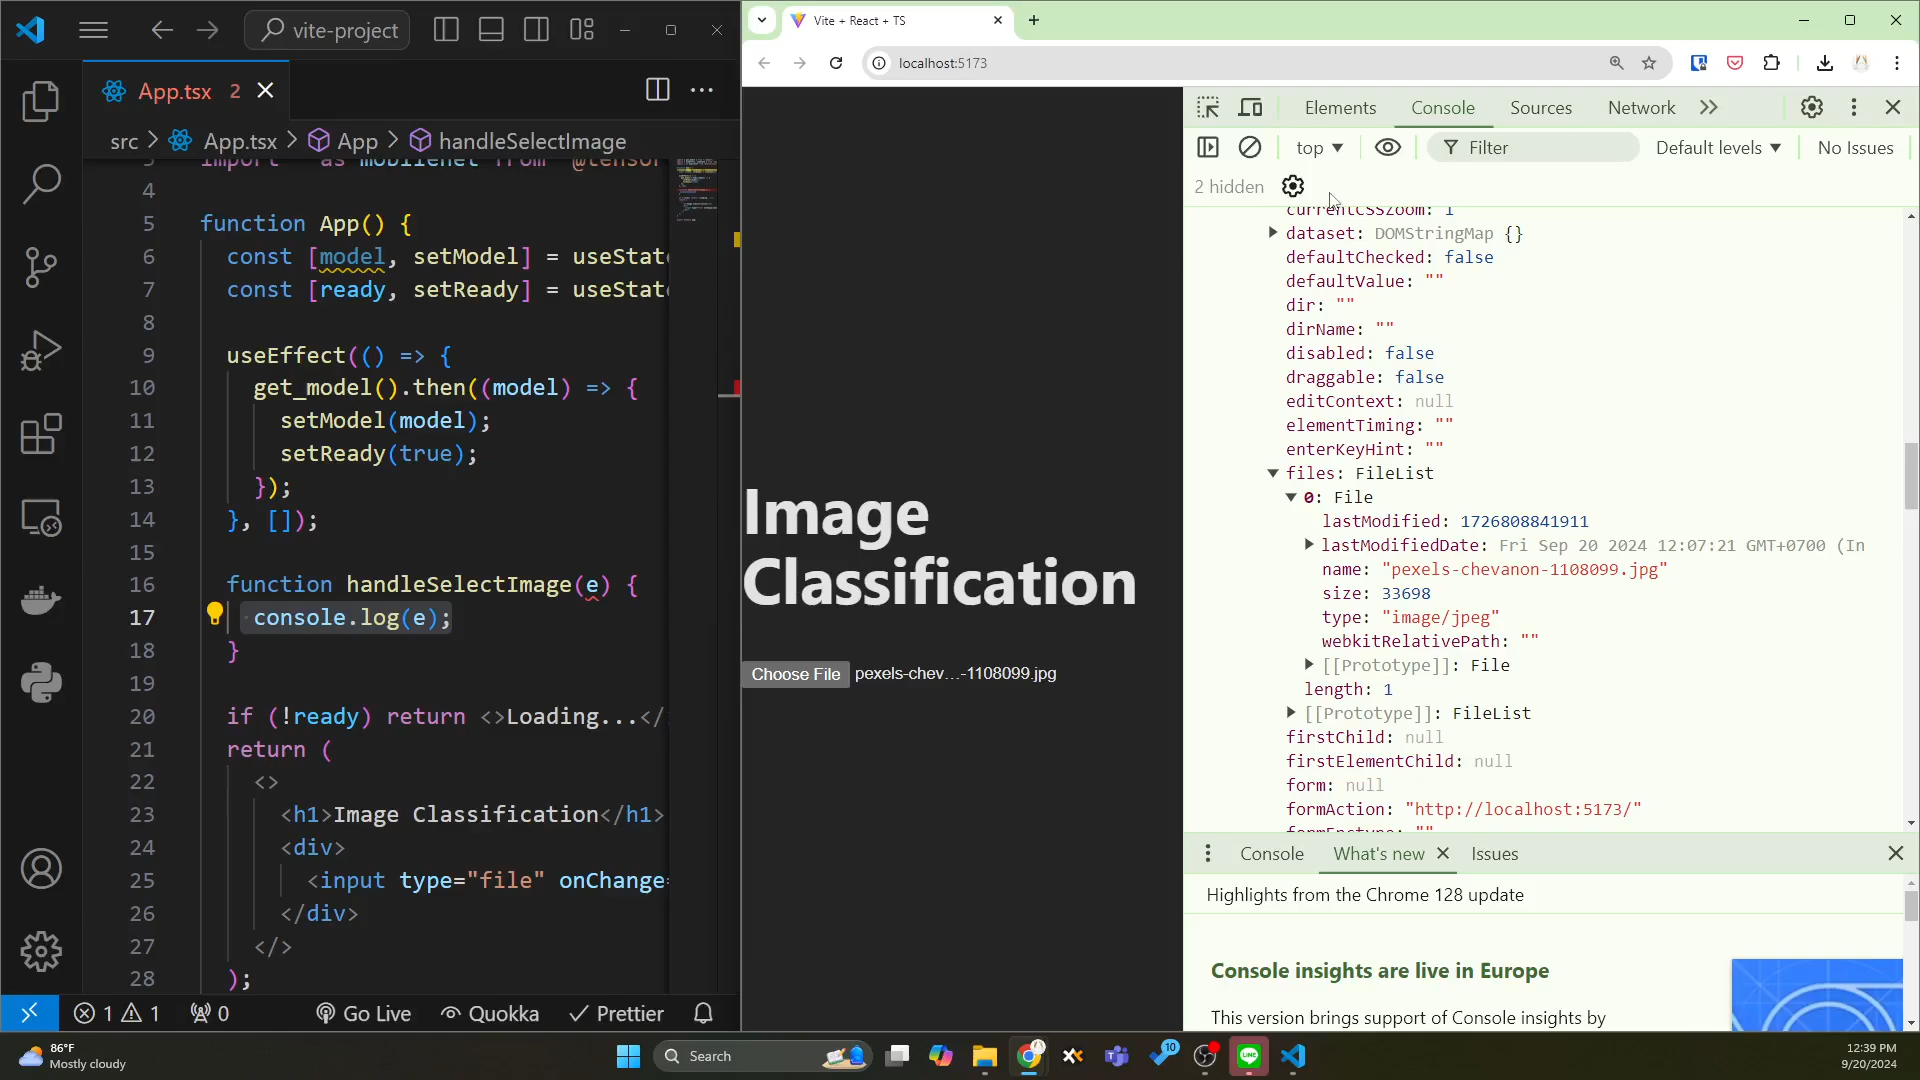 vite-project
App.tsx 2
src > App.tsx > App > handleSelectImage
4
5 function App() {
6 const [model, setModel] = useState
7 const [ready, setReady] = useState
8
9 useEffect(() => {
10 get_model().then((model) => {
11 setModel(model);
12 setReady(true);
13 });
14 }, []);
15
16 function handleSelectImage(e) {
17 console.log(e);
18 }
19
20 if (!ready) return <>Loading...</
21 return (
22 <>
23 <h1>Image Classification</h1>
24 <div>
25 <input type="file" onChange=
26 </div>
27 </>
28 );
1 1 0 Go Live Quokka Prettier
Vite + React + TS
localhost:5173
Image
Classification
Choose File pexels-chev...-1108099.jpg
Elements Console Sources Network
top Filter Default levels No Issues
2 hidden
currentCSSZoom: 1
dataset: DOMStringMap {}
defaultChecked: false
defaultValue: ""
dir: ""
dirName: ""
disabled: false
draggable: false
editContext: null
elementTiming: ""
enterKeyHint: ""
files: FileList
0: File
lastModified: 1726808841911
lastModifiedDate: Fri Sep 20 2024 12:07:21 GMT+0700 (In
name: "pexels-chevanon-1108099.jpg"
size: 33698
type: "image/jpeg"
webkitRelativePath: ""
[[Prototype]]: File
length: 1
[[Prototype]]: FileList
firstChild: null
firstElementChild: null
form: null
formAction: "http://localhost:5173/"
Console What's new Issues
Highlights from the Chrome 128 update
Console insights are live in Europe
This version brings support of Console insights by
86°F
Mostly cloudy
Search
10
12:39 PM
9/20/2024